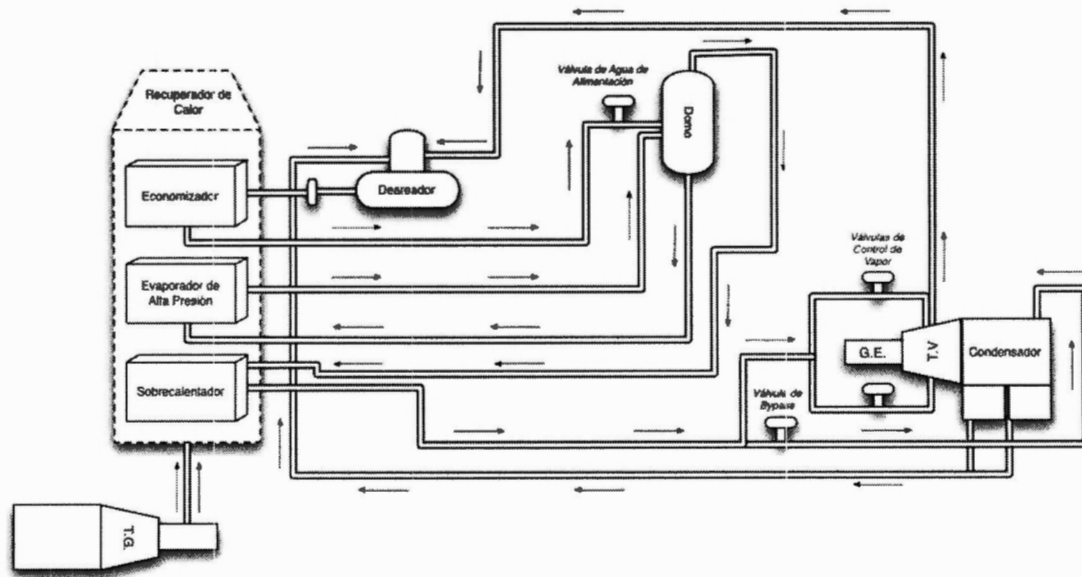 Recuperador de
Calor
Economizador
Evaporador de
Alta Presión
Sobrecalentador
T.G.
Deareador
Válvula de Agua de
Alimentación
Domo
Válvulas de
Control de
Vapor
G.E.
T.V
Condensador
Válvula de
Bypass